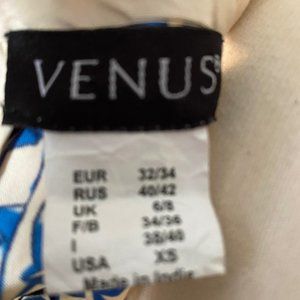 VENUS
EUR 32/34
RUS 40/42
UK 6/8
F/B 34/36
I 38/40
USA XS
Made in India